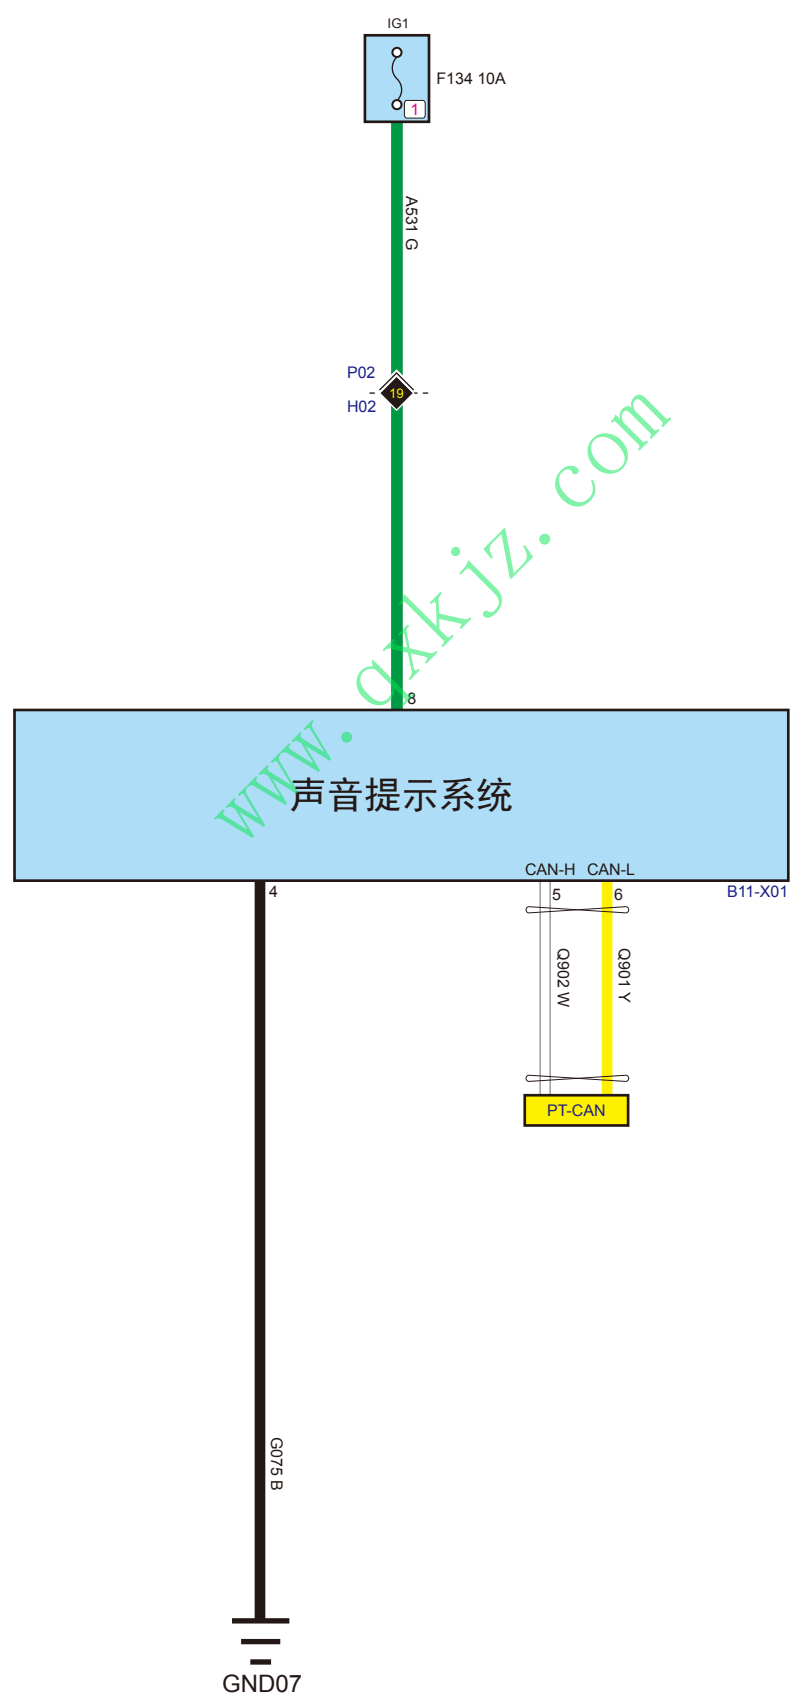 IG1
F134 10A
1
A531 G
P02
19
H02
8
www.qxkjz.com
声音提示系统
CAN-H CAN-L
4
5
6
B11-X01
Q902 W
Q901 Y
PT-CAN
G075 B
GND07